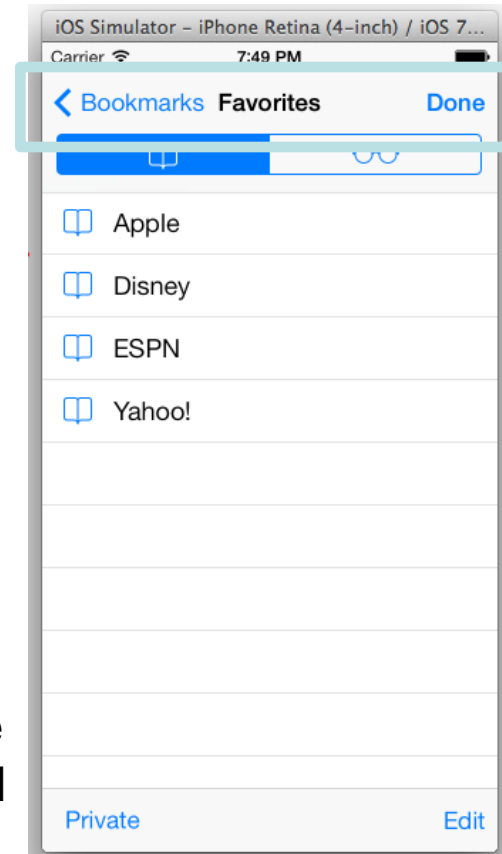 iOS Simulator – iPhone Retina (4-inch) / iOS 7...
Carrier 7:49 PM
Bookmarks Favorites Done
Apple
Disney
ESPN
Yahoo!
Private Edit